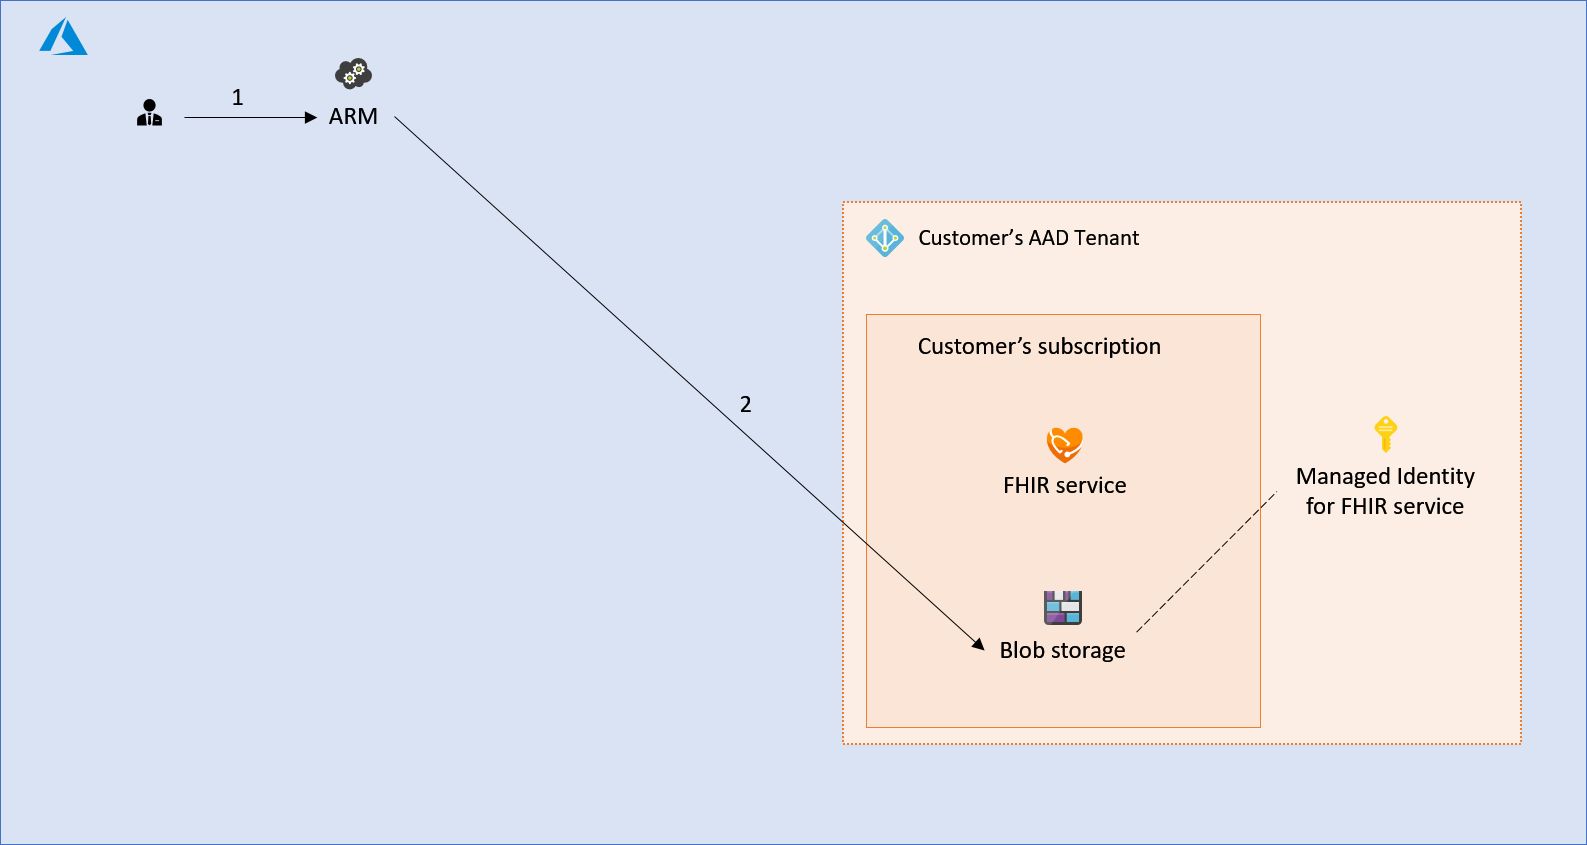 1
ARM
Customer’s AAD Tenant
Customer’s subscription
2
FHIR service
Managed Identity
for FHIR service
Blob storage